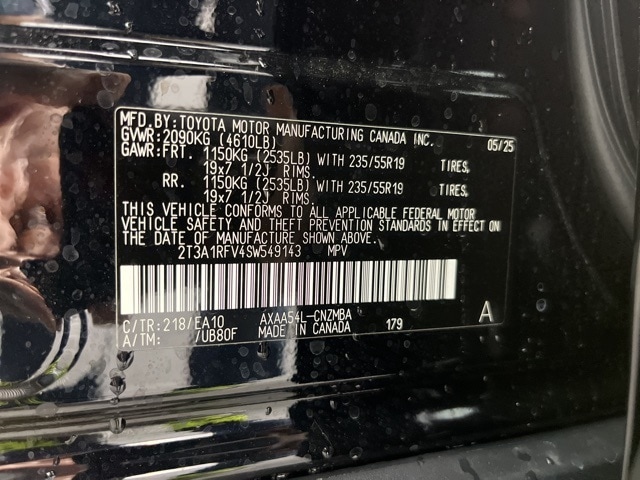 MFD.BY:TOYOTA MOTOR MANUFACTURING CANADA INC. 05/25
GVWR:2090KG (4610LB)
GAWR:FRT. 1150KG (2535LB) WITH 235/55R19 TIRES,
19x7 1/2J RIMS.
RR. 1150KG (2535LB) WITH 235/55R19 TIRES,
19x7 1/2J RIMS.
THIS VEHICLE CONFORMS TO ALL APPLICABLE FEDERAL MOTOR
VEHICLE SAFETY AND THEFT PREVENTION STANDARDS IN EFFECT ON
THE DATE OF MANUFACTURE SHOWN ABOVE.
2T3A1RFV4SW549143 MPV
C/TR:218/EA10 AXAA54L-CNZMBA
A/TM: /UB80F MADE IN CANADA 179 A